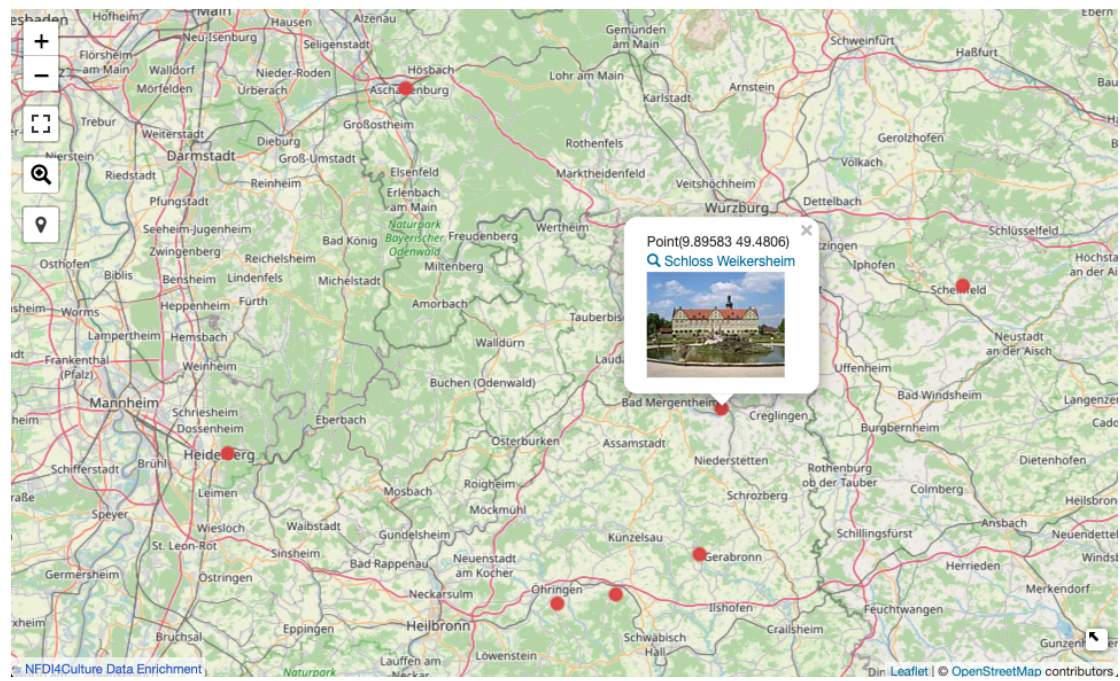 Hofheim
Main
Hausen
Alzenau
Gemünden
am Main
Ebern
Neu-Isenburg
Seligenstadt
Schweinfurt
Haßfurt
+
Flörsheim
am Main
Walldorf
Nieder-Roden
Hösbach
Lohr am Main
−
Mörfelden
Urberach
Aschaffenburg
Karlstadt
Arnstein
Trebur
Weiterstadt
Großostheim
Dieburg
Rothenfels
Gerolzhofen
Nierstein
Darmstadt
Groß-Umstadt
Volkach
Riedstadt
Reinheim
Elsenfeld
Marktheidenfeld
Veitshöchheim
Pfungstadt
Erlenbach
am Main
Dettelbach
Würzburg
Seeheim-Jugenheim
Bad König
Naturpark
Bayerischer
Odenwald
Freudenberg
Wertheim
Schlüsselfeld
Zwingenberg
Reichelsheim
Osthofen
Biblis
Bensheim
Lindenfels
Michelstadt
Miltenberg
Iphofen
Scheinfeld
Point(9.89583 49.4806)
Schloss Weikersheim
×
Worms
Heppenheim
Fürth
Amorbach
Lampertheim
Hemsbach
Walldürn
Neustadt
an der Aisch
Frankenthal
(Pfalz)
Weinheim
Uffenheim
Buchen (Odenwald)
Mannheim
Schriesheim
Dossenheim
Eberbach
Bad Mergentheim
Creglingen
Bad Windsheim
Burgbernheim
Heidelberg
Osterburken
Assamstadt
Schifferstadt
Brühl
Niederstetten
Rothenburg
ob der Tauber
Dietenhofen
Leimen
Mosbach
Roigheim
Möckmühl
Schrozberg
Colmberg
Speyer
Wiesloch
Waibstadt
Gundelsheim
Künzelsau
Ansbach
St. Leon-Rot
Sinsheim
Bad Rappenau
Neuenstadt
am Kocher
Gerabronn
Schillingsfürst
Herrieden
Germersheim
Östringen
Neckarsulm
Öhringen
Ilshofen
Feuchtwangen
Merkendorf
Eppingen
Heilbronn
Crailsheim
Bruchsal
Schwäbisch
Hall
Löwenstein
Lauffen am
Neckar
Naturpark
NFDI4Culture Data Enrichment
Leaflet | © OpenStreetMap contributors